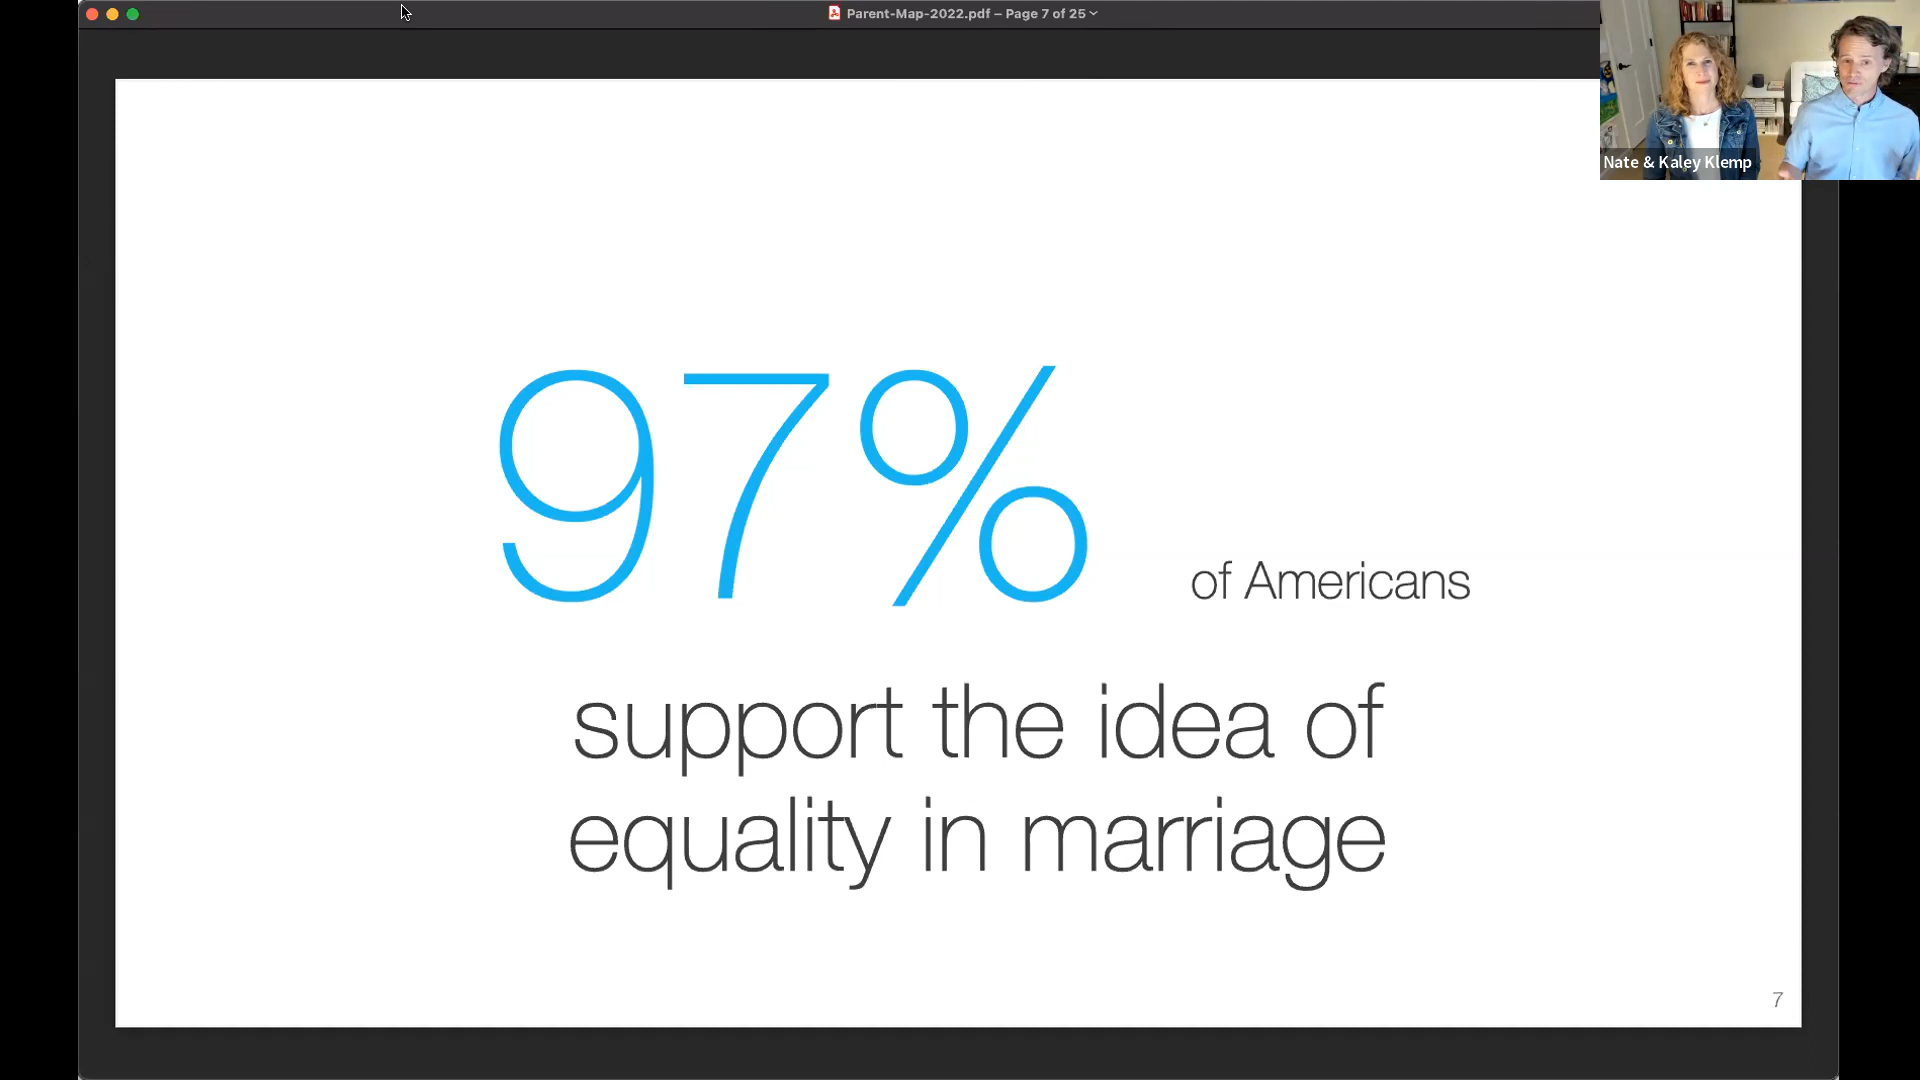 Parent-Map-2022.pdf – Page 7 of 25
Nate & Kaley Klemp
97% of Americans
support the idea of
equality in marriage
7